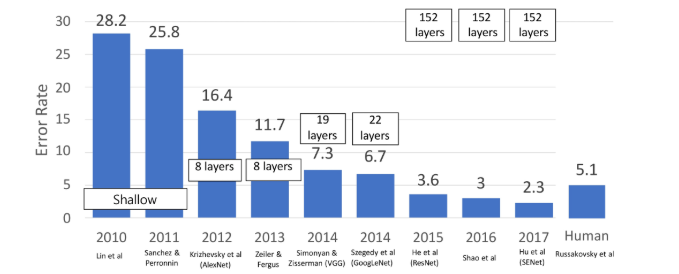 30
25
20
15
10
5
0
Error Rate
28.2
25.8
16.4
11.7
7.3
6.7
3.6
3
2.3
5.1
Shallow
8 layers
8 layers
19
layers
22
layers
152
layers
152
layers
152
layers
2010
Lin et al
2011
Sanchez &
Perronnin
2012
Krizhevsky et al
(AlexNet)
2013
Zeiler &
Fergus
2014
Simonyan &
Zisserman (VGG)
2014
Szegedy et al
(GoogLeNet)
2015
He et al
(ResNet)
2016
Shao et al
2017
Hu et al
(SENet)
Human
Russakovsky et al